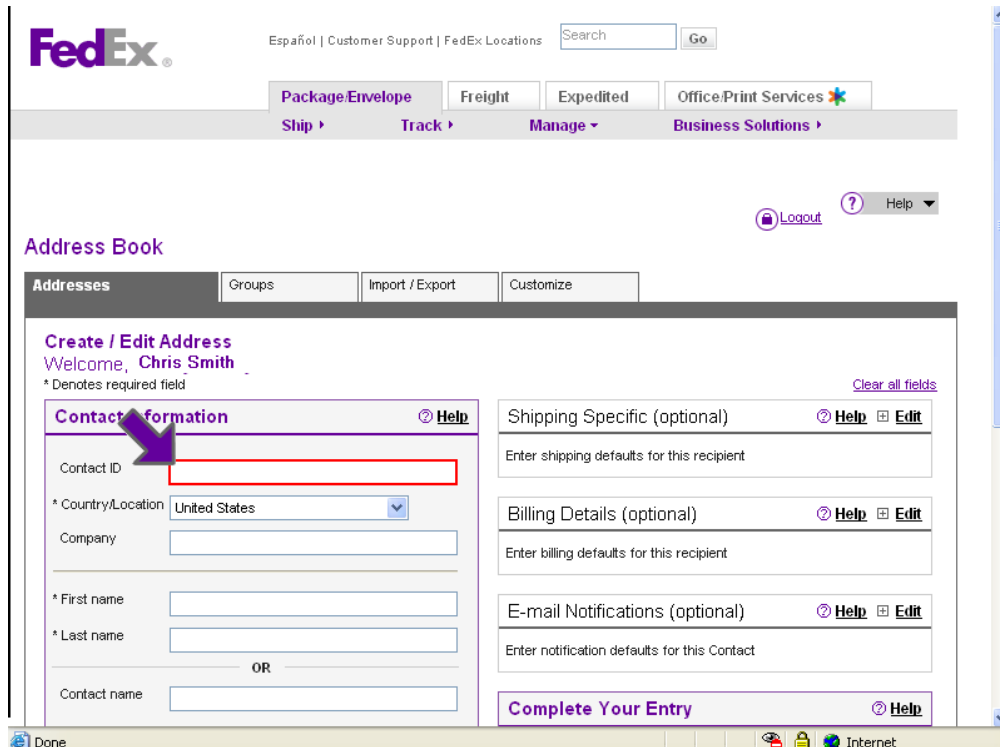 FedEx®
Español | Customer Support | FedEx Locations
Search
Go
Package/Envelope
Freight
Expedited
Office/Print Services
Ship
Track
Manage
Business Solutions
Logout
? Help
Address Book
Addresses
Groups
Import / Export
Customize
Create / Edit Address
Welcome, Chris Smith
* Denotes required field
Clear all fields
Contact Information
? Help
Contact ID
* Country/Location
United States
Company
* First name
* Last name
OR
Contact name
Shipping Specific (optional)
? Help
Edit
Enter shipping defaults for this recipient
Billing Details (optional)
? Help
Edit
Enter billing defaults for this recipient
E-mail Notifications (optional)
? Help
Edit
Enter notification defaults for this Contact
Complete Your Entry
? Help
Done
Internet